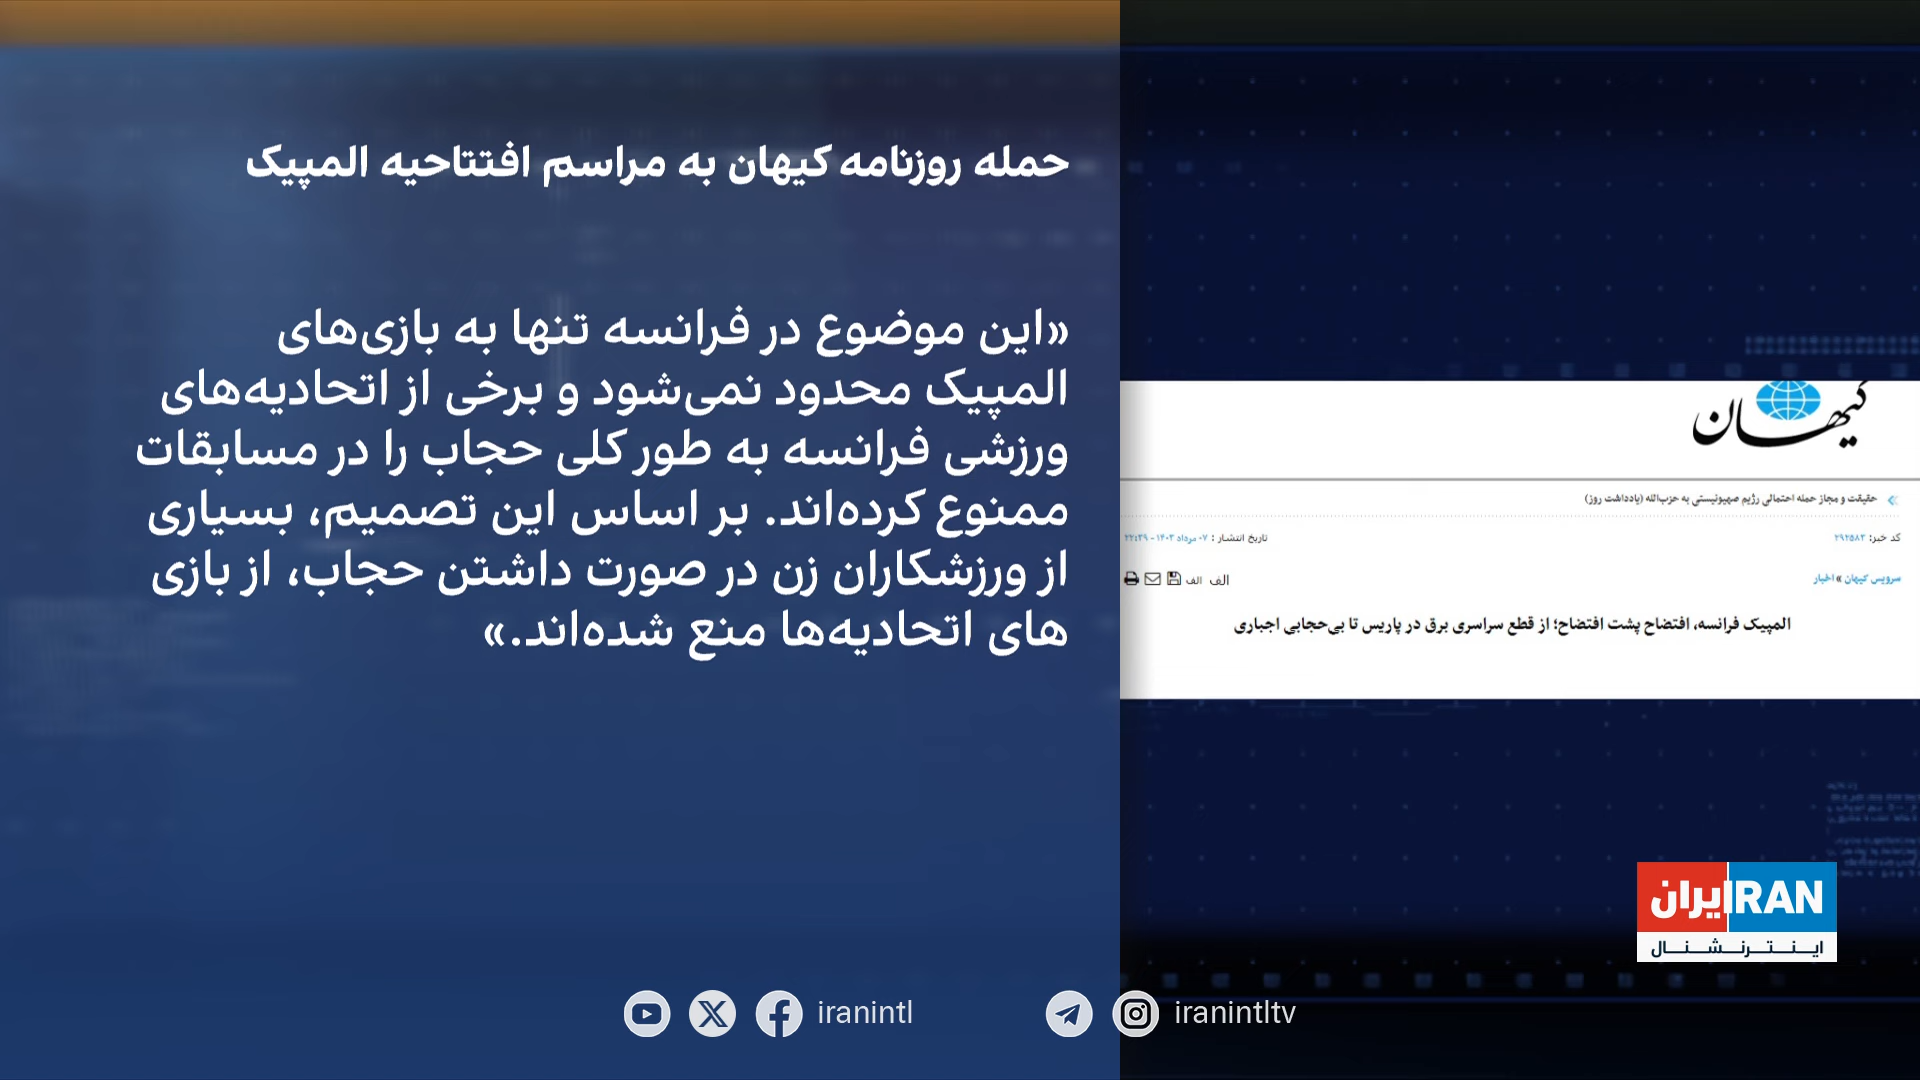 حمله روزنامه کیهان به مراسم افتتاحیه المپیک
«این موضوع در فرانسه تنها به بازی‌های
المپیک محدود نمی‌شود و برخی از اتحادیه‌های
ورزشی فرانسه به طور کلی حجاب را در مسابقات
ممنوع کرده‌اند. بر اساس این تصمیم، بسیاری
از ورزشکاران زن در صورت داشتن حجاب، از بازی
های اتحادیه‌ها منع شده‌اند.»
کیهان
حقیقت و مجاز حمله احتمالی رژیم صهیونیستی به حزب‌الله (یادداشت روز)
کد خبر: ۲۹۲۵۸۳
تاریخ انتشار : ۰۷ مرداد ۱۴۰۳ - ۲۲:۳۹
سرویس کیهان » اخبار
الف الف
المپیک فرانسه، افتضاح پشت افتضاح؛ از قطع سراسری برق در پاریس تا بی‌حجابی اجباری
ایران IRAN
اینترنشنال
iranintl
iranintltv